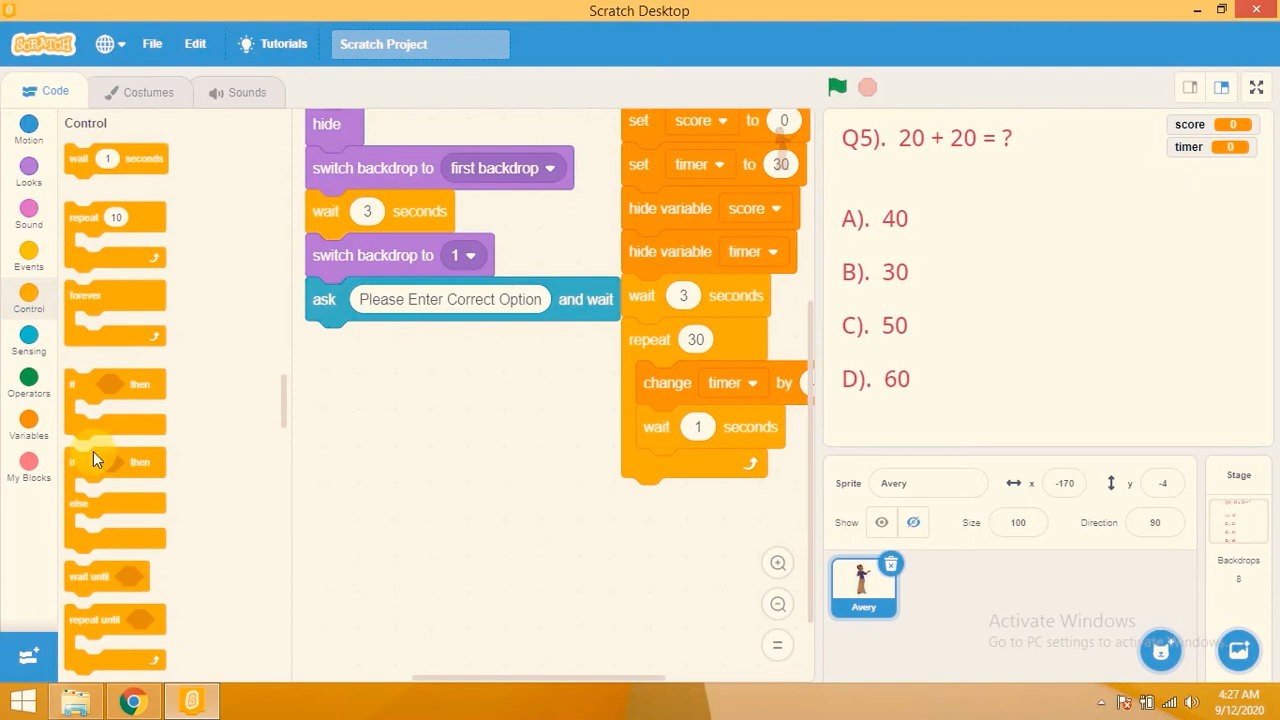 Scratch Desktop
SCRATCH
File
Edit
Tutorials
Scratch Project
Code
Costumes
Sounds
Motion
Looks
Sound
Events
Control
Sensing
Operators
Variables
My Blocks
Control
wait 1 seconds
repeat 10
forever
if then
if then
else
wait until
repeat until
hide
switch backdrop to first backdrop
wait 3 seconds
switch backdrop to 1
ask Please Enter Correct Option and wait
set score to 0
set timer to 30
hide variable score
hide variable timer
wait 3 seconds
repeat 30
change timer by
wait 1 seconds
Q5). 20 + 20 = ?
A). 40
B). 30
C). 50
D). 60
score 0
timer 0
Sprite Avery x -170 y -4
Show Size 100 Direction 90
Avery
Stage
Backdrops
8
Activate Windows
Go to PC settings to activate Windows.
4:27 AM
9/12/2020